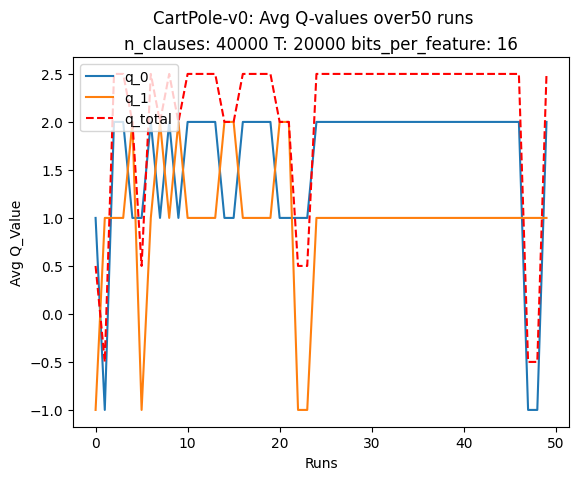 CartPole-v0: Avg Q-values over50 runs
n_clauses: 40000 T: 20000 bits_per_feature: 16
q_0
q_1
q_total
Avg Q_Value
2.5
2.0
1.5
1.0
0.5
0.0
−0.5
−1.0
0 10 20 30 40 50
Runs